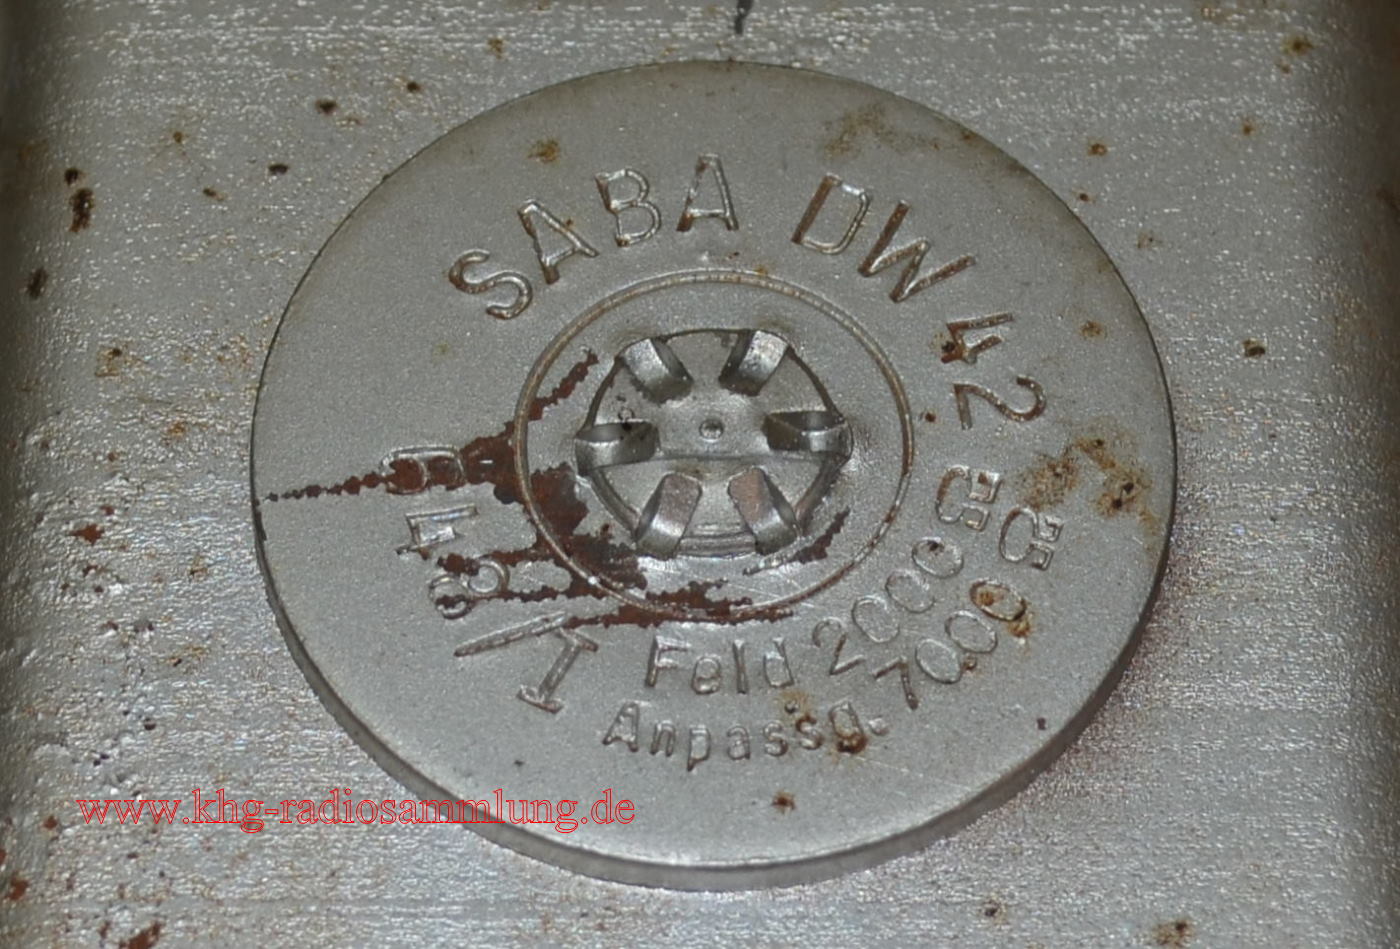 SABA DW 42
Feld 2000 Ω
Anpassg. 7000 Ω
www.khg-radiosammlung.de